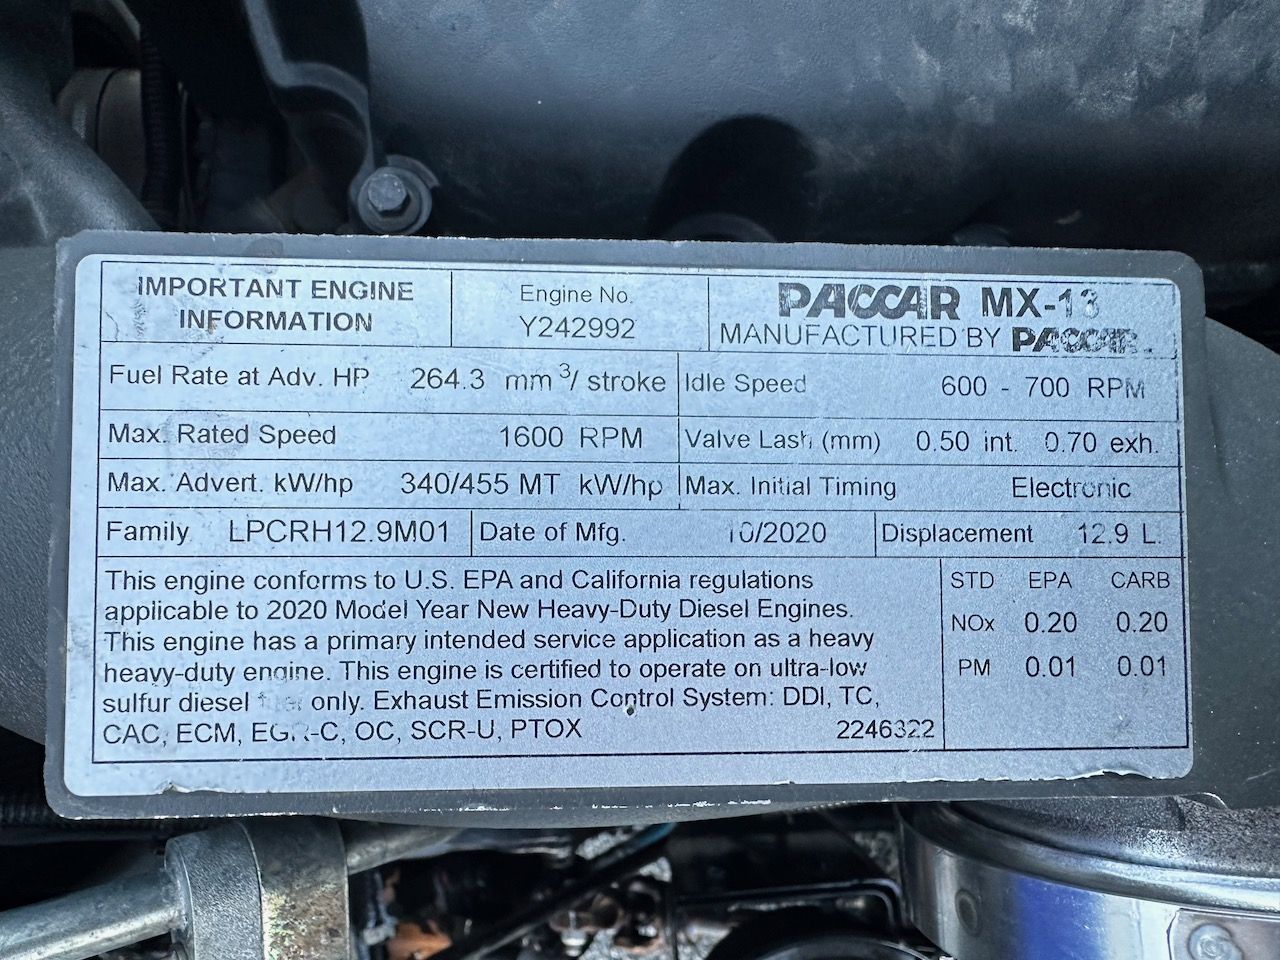 IMPORTANT ENGINE
INFORMATION
Engine No.
Y242992
PACCAR MX-13
MANUFACTURED BY PACCAR.
Fuel Rate at Adv. HP 264.3 mm³/ stroke
Idle Speed 600 - 700 RPM
Max. Rated Speed 1600 RPM
Valve Lash (mm) 0.50 int. 0.70 exh.
Max. Advert. kW/hp 340/455 MT kW/hp
Max. Initial Timing Electronic
Family LPCRH12.9M01
Date of Mfg. 10/2020
Displacement 12.9 L.
This engine conforms to U.S. EPA and California regulations
applicable to 2020 Model Year New Heavy-Duty Diesel Engines.
This engine has a primary intended service application as a heavy
heavy-duty engine. This engine is certified to operate on ultra-low
sulfur diesel fuel only. Exhaust Emission Control System: DDI, TC,
CAC, ECM, EGR-C, OC, SCR-U, PTOX 2246322
STD EPA CARB
NOx 0.20 0.20
PM 0.01 0.01